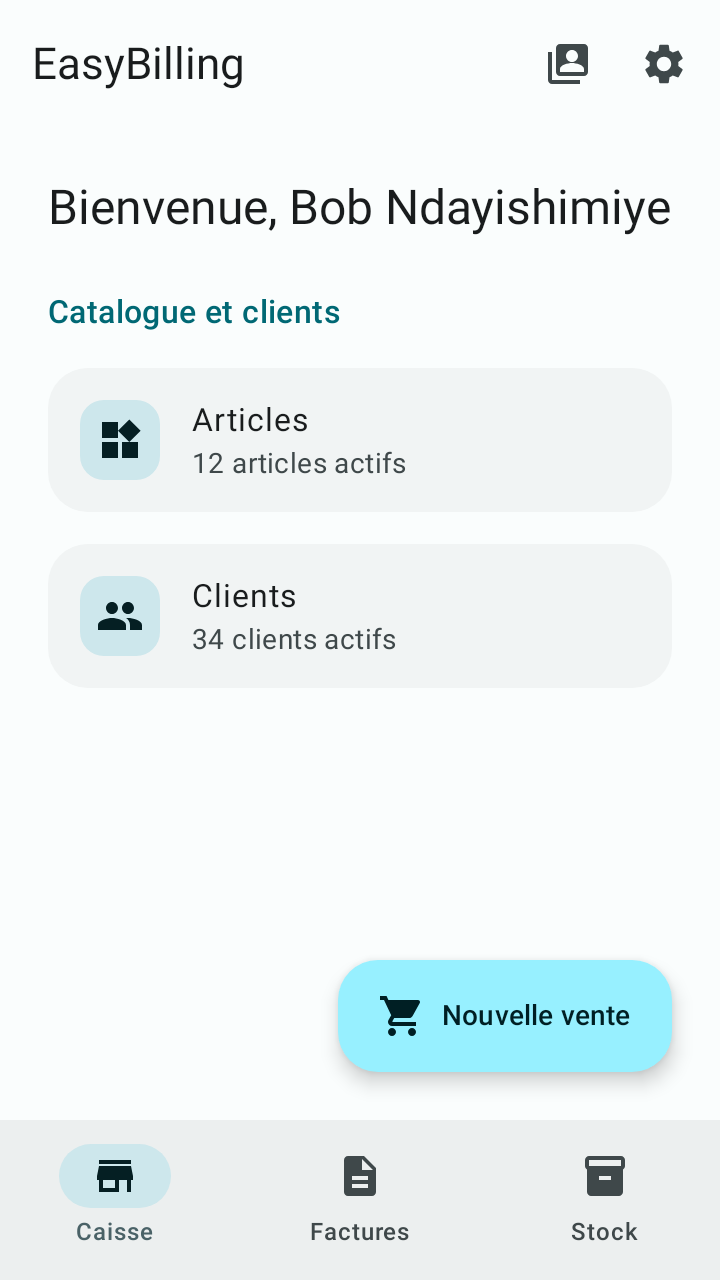 EasyBilling
Bienvenue, Bob Ndayishimiye
Catalogue et clients
Articles
12 articles actifs
Clients
34 clients actifs
Nouvelle vente
Caisse
Factures
Stock